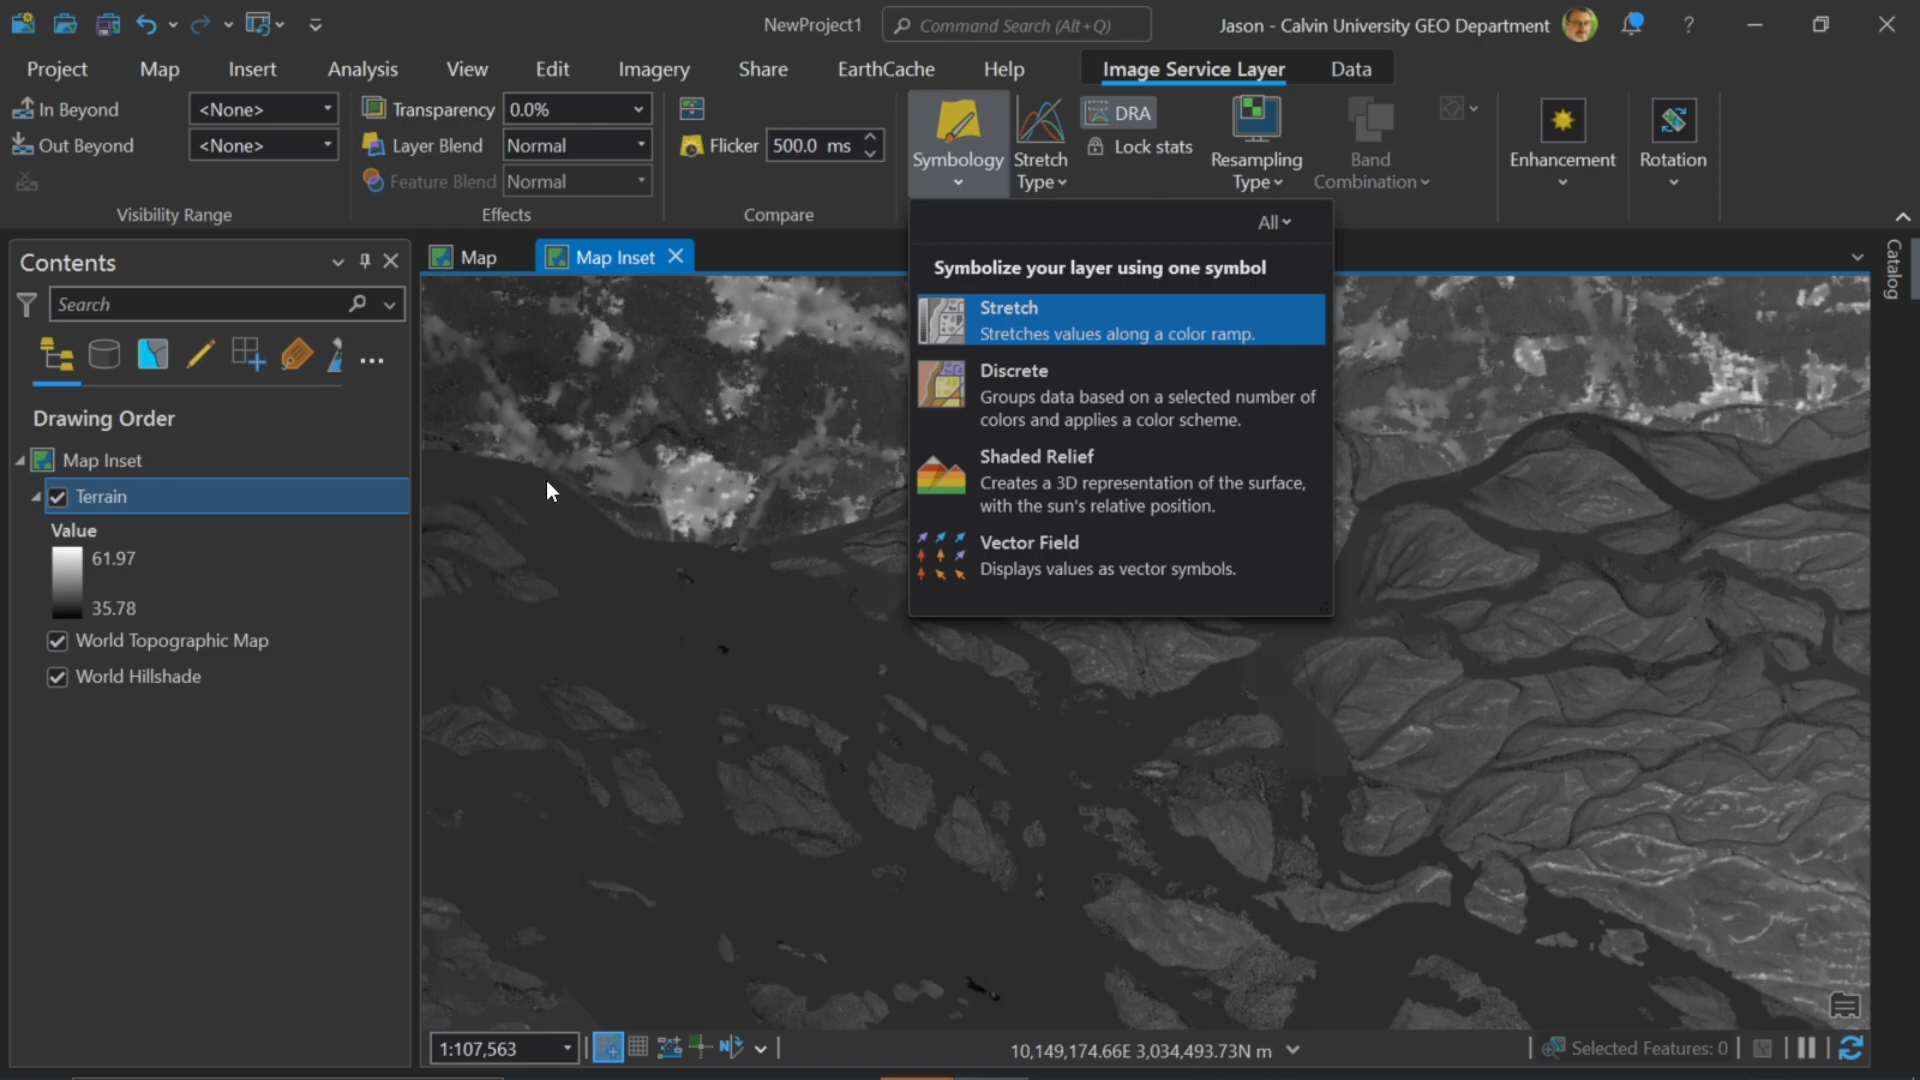 NewProject1
Command Search (Alt+Q)
Jason - Calvin University GEO Department
?
Project Map Insert Analysis View Edit Imagery Share EarthCache Help Image Service Layer Data
In Beyond <None>
Out Beyond <None>
Visibility Range
Transparency 0.0%
Layer Blend Normal
Feature Blend Normal
Effects
Flicker 500.0 ms
Compare
Symbology
Stretch
Type
DRA
Lock stats
Resampling
Type
Band
Combination
Enhancement
Rotation
Contents
Search
Drawing Order
Map Inset
Terrain
Value
61.97
35.78
World Topographic Map
World Hillshade
Map
Map Inset
All
Symbolize your layer using one symbol
Stretch
Stretches values along a color ramp.
Discrete
Groups data based on a selected number of
colors and applies a color scheme.
Shaded Relief
Creates a 3D representation of the surface,
with the sun's relative position.
Vector Field
Displays values as vector symbols.
Catalog
1:107,563
N
10,149,174.66E 3,034,493.73N m
Selected Features: 0